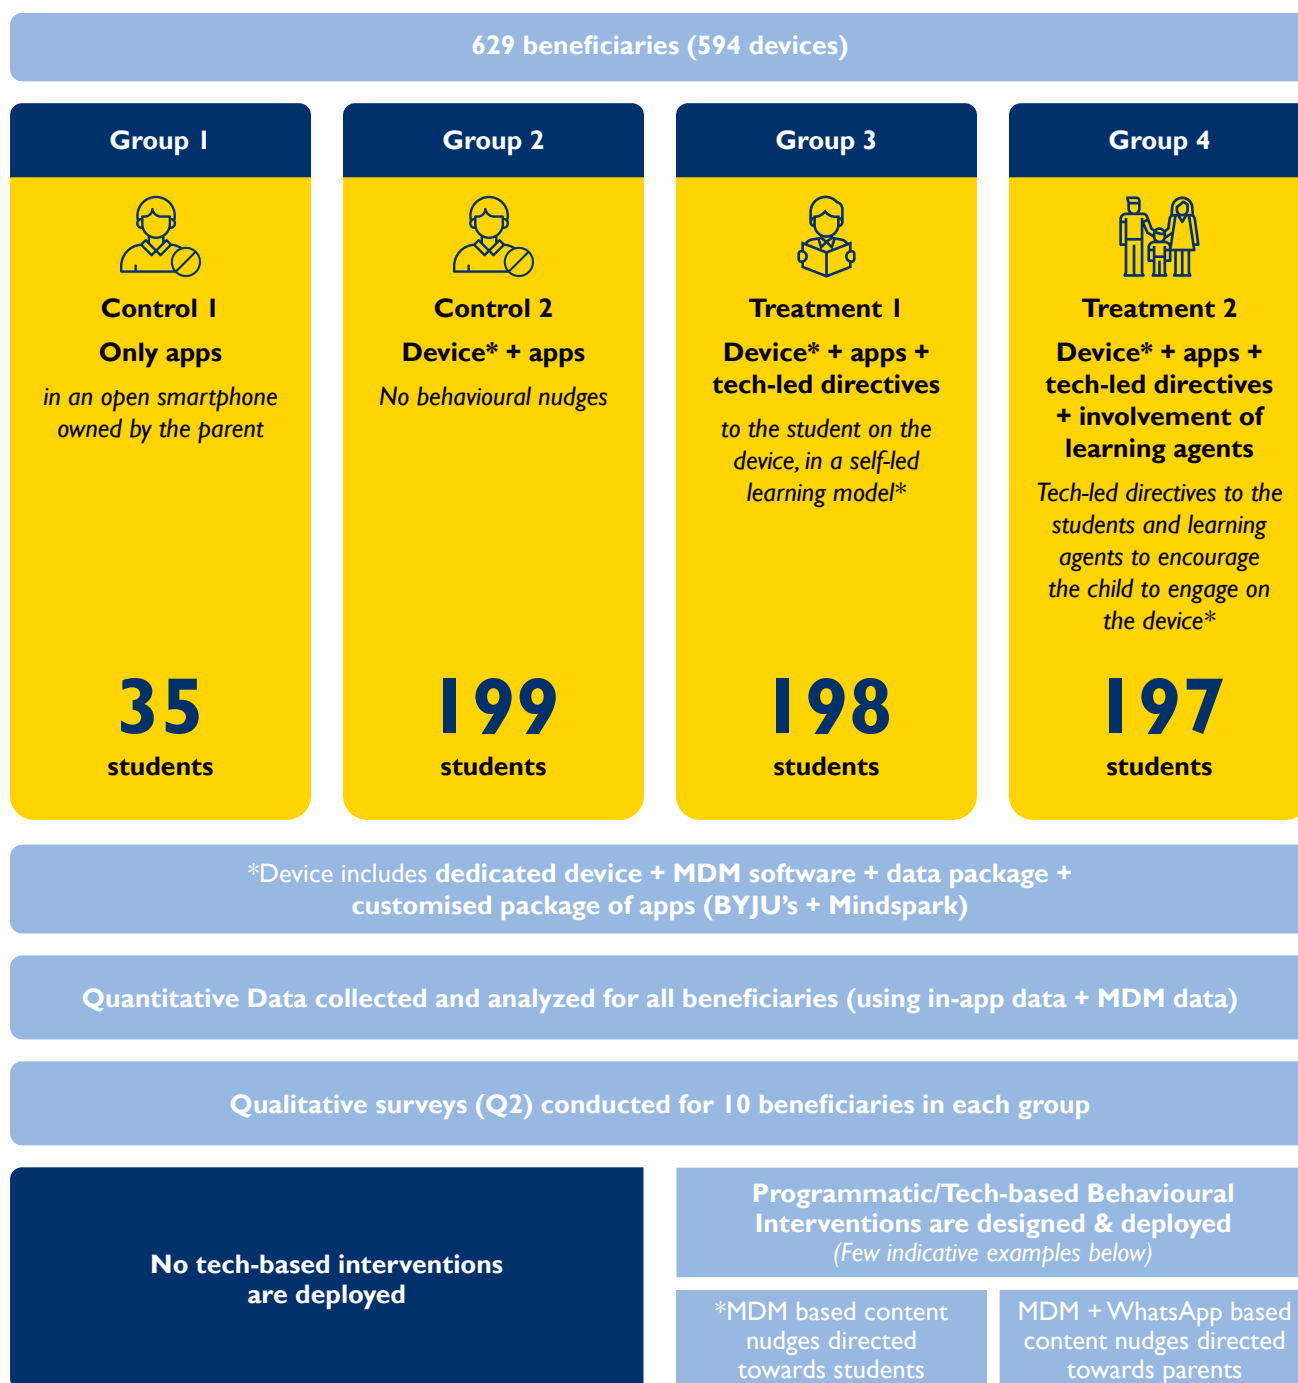 629 beneficiaries (594 devices)
Group 1
Control 1
Only apps
in an open smartphone
owned by the parent
35
students
Group 2
Control 2
Device* + apps
No behavioural nudges
199
students
Group 3
Treatment 1
Device* + apps +
tech-led directives
to the student on the
device, in a self-led
learning model*
198
students
Group 4
Treatment 2
Device* + apps +
tech-led directives
+ involvement of
learning agents
Tech-led directives to the
students and learning
agents to encourage
the child to engage on
the device*
197
students
*Device includes dedicated device + MDM software + data package +
customised package of apps (BYJU’s + Mindspark)
Quantitative Data collected and analyzed for all beneficiaries (using in-app data + MDM data)
Qualitative surveys (Q2) conducted for 10 beneficiaries in each group
No tech-based interventions
are deployed
Programmatic/Tech-based Behavioural
Interventions are designed & deployed
(Few indicative examples below)
*MDM based content
nudges directed
towards students
MDM + WhatsApp based
content nudges directed
towards parents